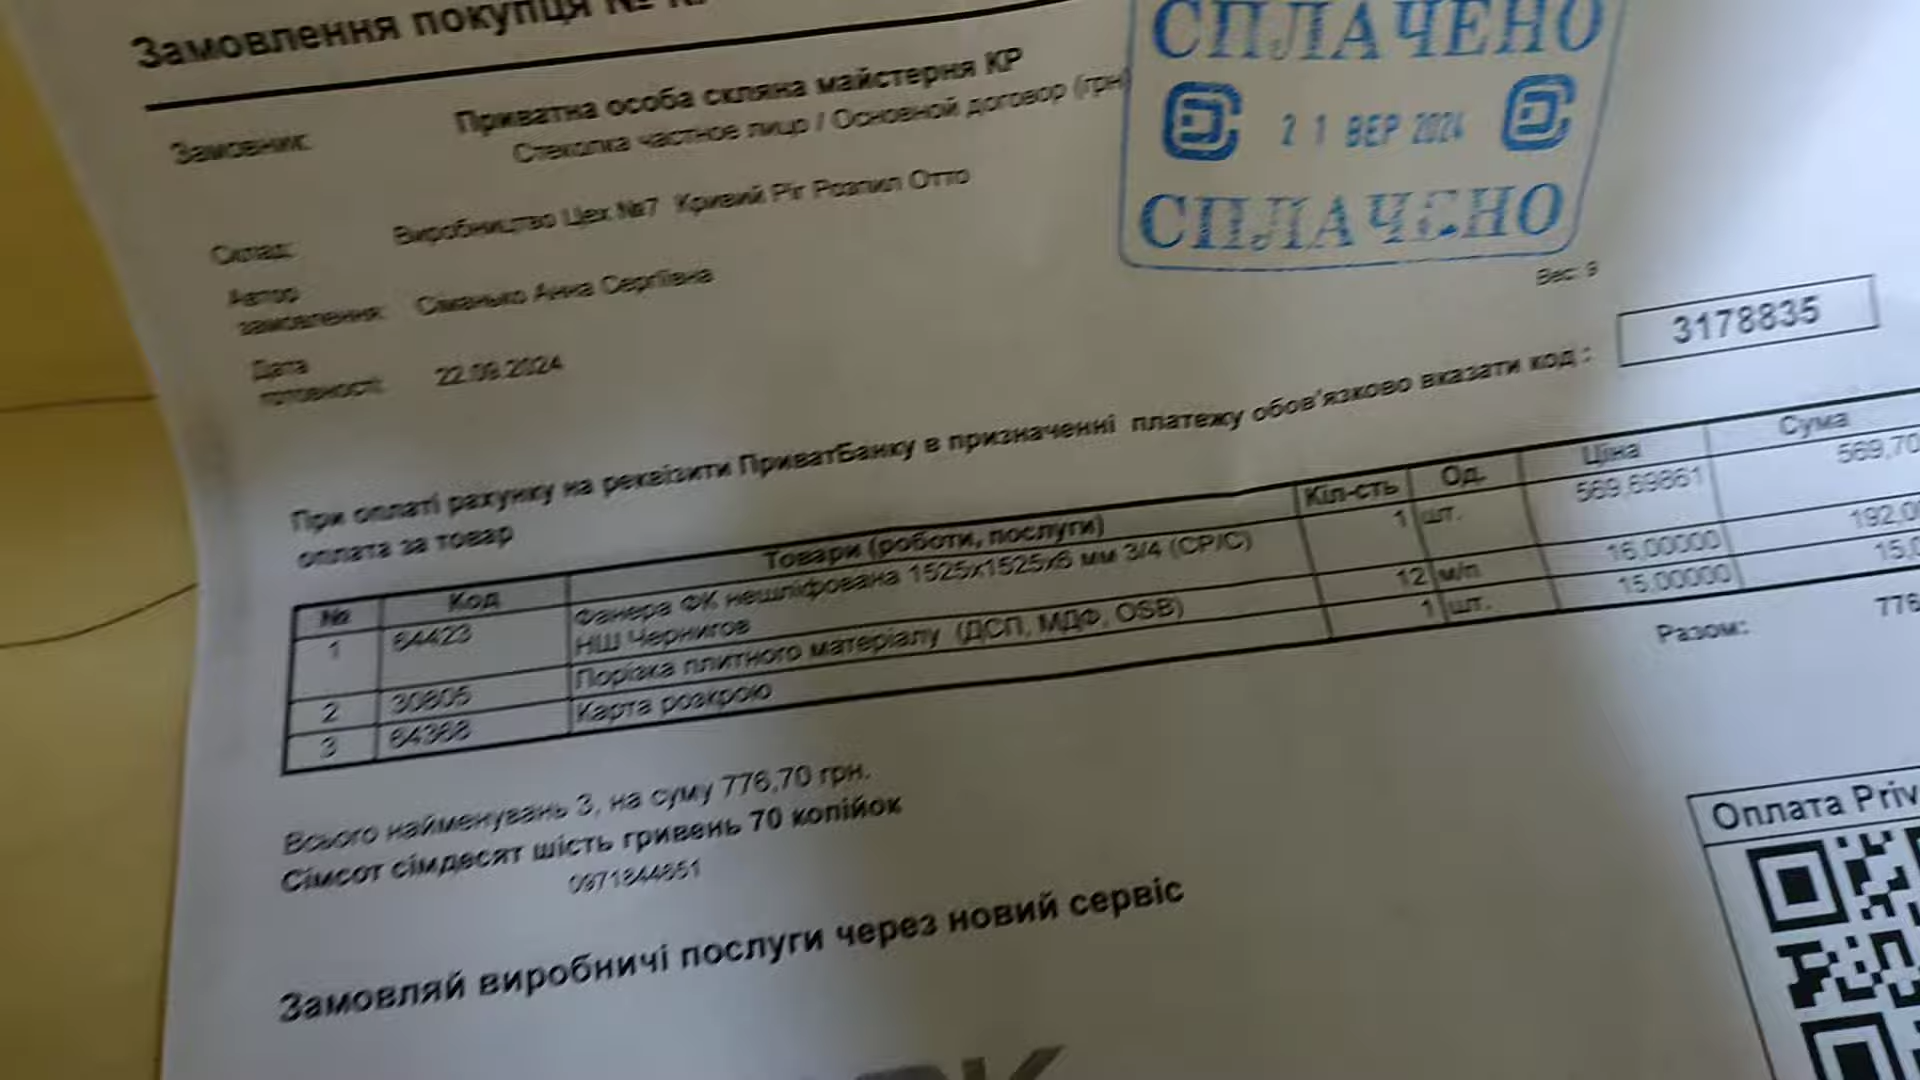 Замовлення покупця №
СПЛАЧЕНО
21 ВЕР 2024
СПЛАЧЕНО
Замовник:
Приватна особа скляна майстерня КР
Стеколка частное лицо / Основной договор (грн
Склад:
Виробництво Цех №7 Кривий Ріг Розпил Отто
Автор
замовлення:
Сіманько Анна Сергіївна
Вес: 9
Дата
готовності:
22.09.2024
3178835
При оплаті рахунку на реквізити ПриватБанку в призначенні платежу обов'язково вказати код :
оплата за товар
№ Код Товари (роботи, послуги) Кіл-сть Од. Ціна Сума
1 64423 Фанера ФК нешліфована 1525х1525х6 мм 3/4 (СР/С) 1 шт. 569,69861 569,70
НШ Чернигов
2 30805 Порізка плитного матеріалу (ДСП, МДФ, OSB) 12 м/п 16,00000 192,0
3 64368 Карта розкрою 1 шт. 15,00000 15,0
Разом: 776
Всього найменувань 3, на суму 776,70 грн.
Сімсот сімдесят шість гривень 70 копійок
0971844651
Оплата Priv
Замовляй виробничі послуги через новий сервіс